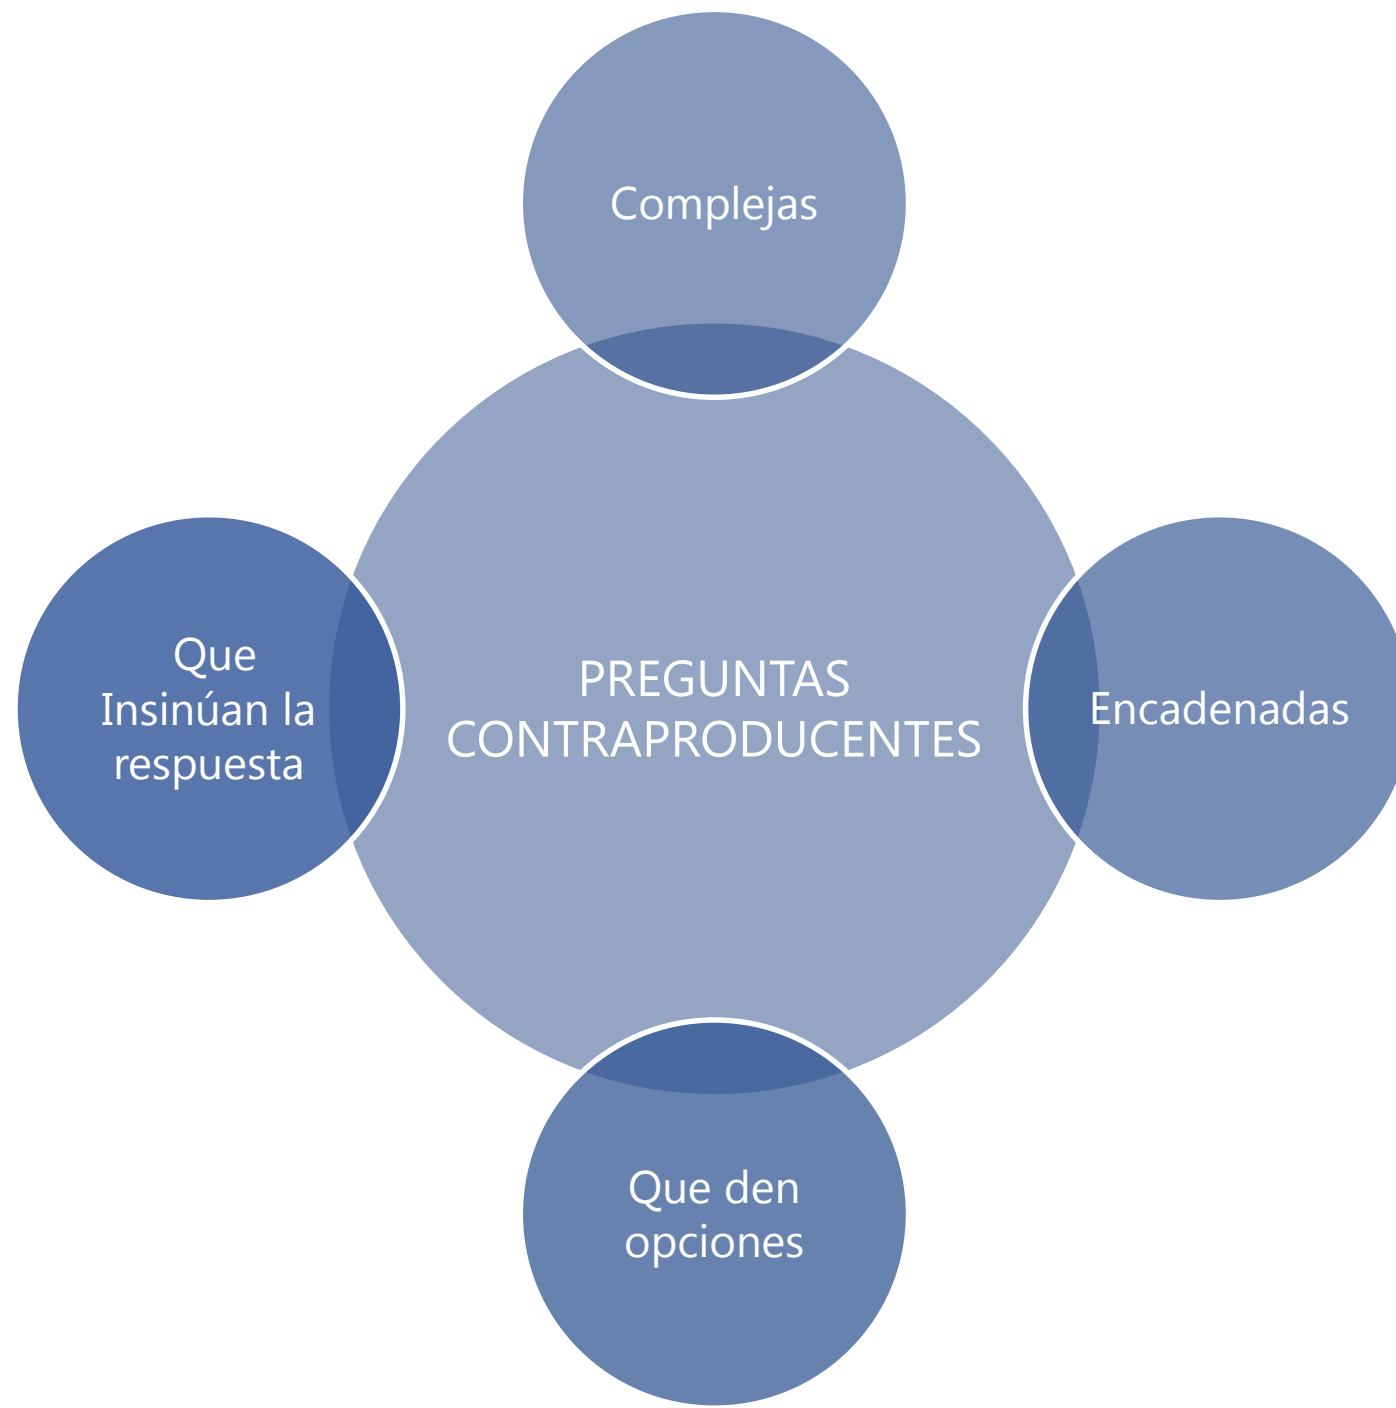 Complejas
Que
Insinúan la
respuesta
PREGUNTAS
CONTRAPRODUCENTES
Encadenadas
Que den
opciones